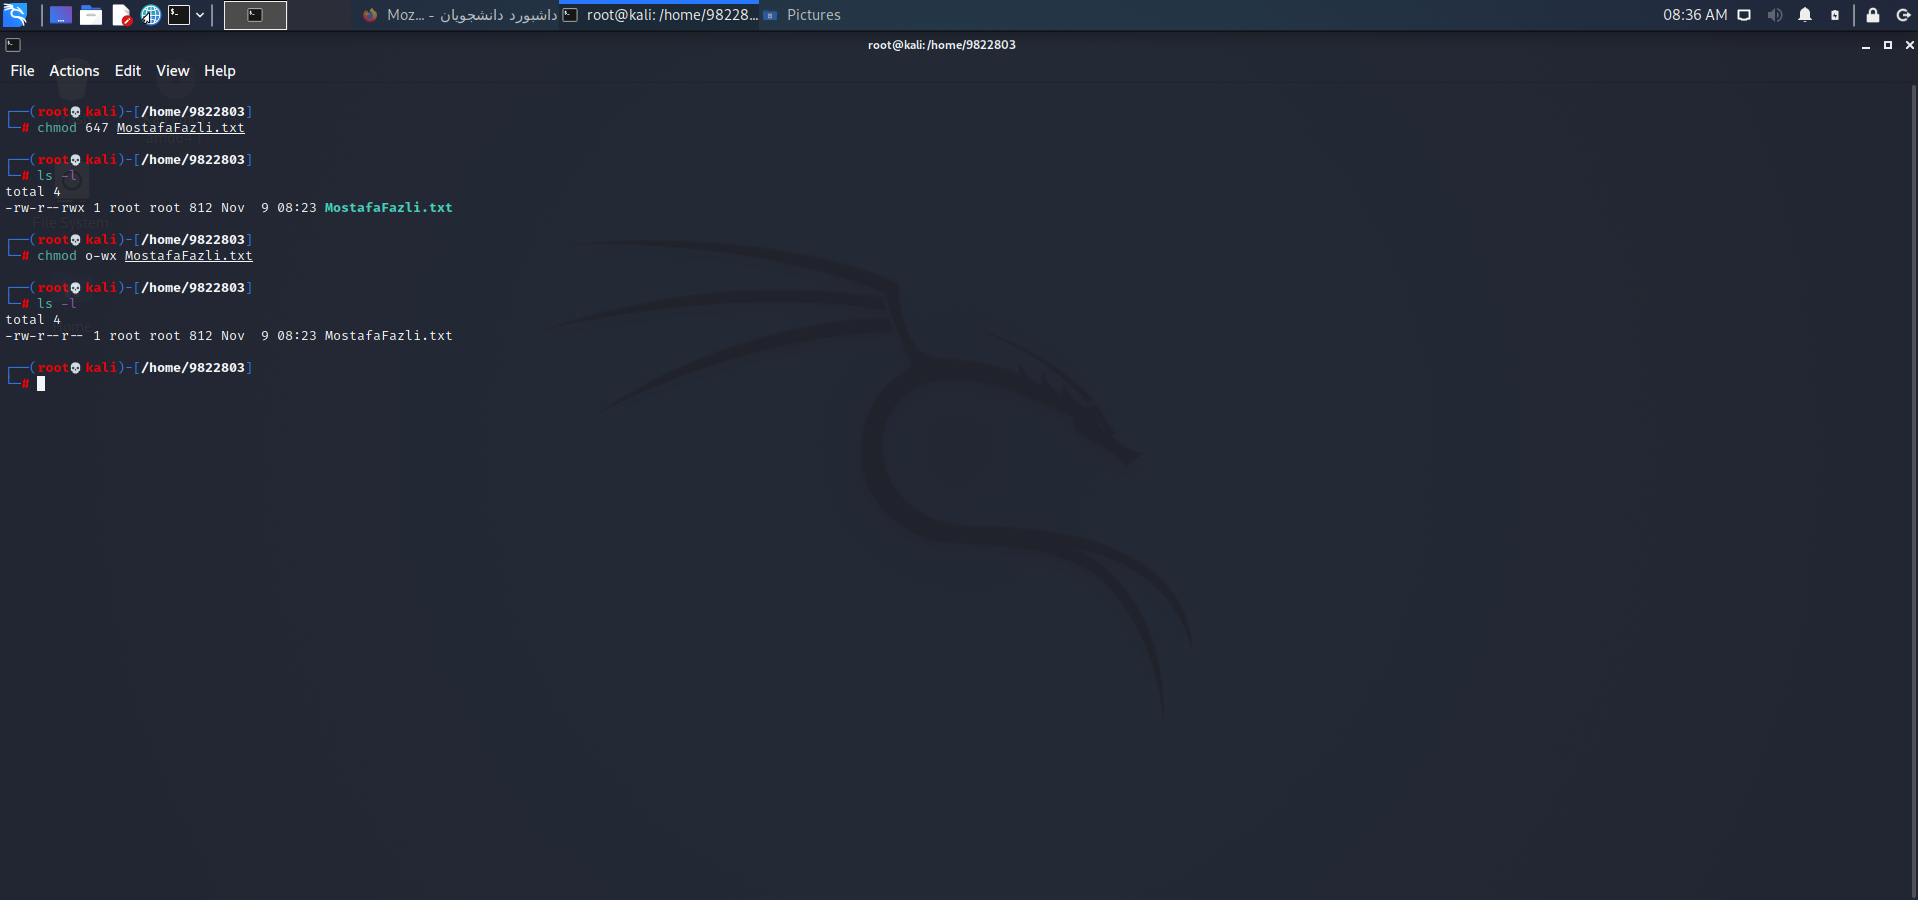 Moz... - داشبورد دانشجویان
root@kali: /home/98228...
Pictures
08:36 AM
root@kali: /home/9822803
File Actions Edit View Help
┌──(root💀kali)-[/home/9822803]
└─# chmod 647 MostafaFazli.txt
┌──(root💀kali)-[/home/9822803]
└─# ls -l
total 4
-rw-r--rwx 1 root root 812 Nov  9 08:23 MostafaFazli.txt
File System
┌──(root💀kali)-[/home/9822803]
└─# chmod o-wx MostafaFazli.txt
┌──(root💀kali)-[/home/9822803]
└─# ls -l
total 4
-rw-r--r-- 1 root root 812 Nov  9 08:23 MostafaFazli.txt
┌──(root💀kali)-[/home/9822803]
└─#